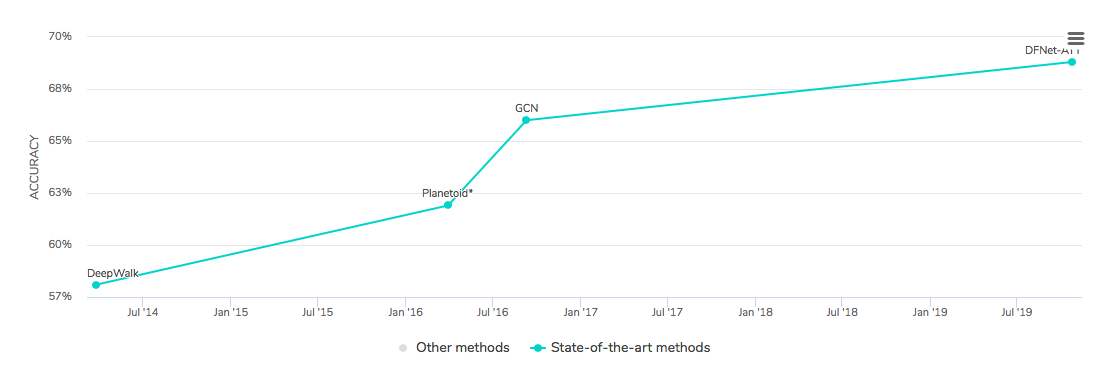 70%
DFNet-ATT
68%
GCN
65%
ACCURACY
63%
Planetoid*
60%
DeepWalk
57%
Jul '14
Jan '15
Jul '15
Jan '16
Jul '16
Jan '17
Jul '17
Jan '18
Jul '18
Jan '19
Jul '19
Other methods
State-of-the-art methods